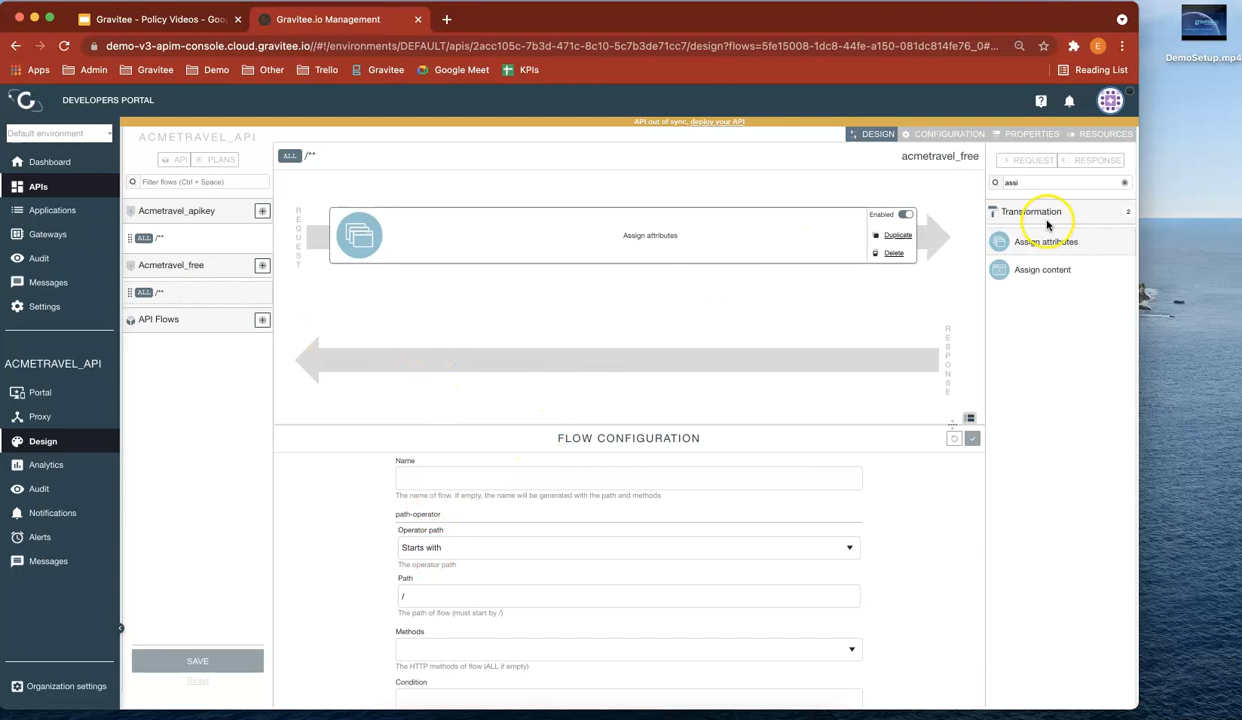 Gravitee - Policy Videos - Goo
Gravitee.io Management
demo-v3-apim-console.cloud.gravitee.io/#!/environments/DEFAULT/apis/2acc105c-7b3d-471c-8c10-5c7b3de71cc7/design?flows=5fe15008-1dc8-44fe-a150-081dc814fe76_0#...
Apps
Admin
Gravitee
Demo
Other
Trello
Gravitee
Google Meet
KPIs
Reading List
E
DemoSetup.mp4
DEVELOPERS PORTAL
Default environment
Dashboard
APIs
Applications
Gateways
Audit
Messages
Settings
ACMETRAVEL_API
Portal
Proxy
Design
Analytics
Audit
Notifications
Alerts
Messages
Organization settings
API out of sync, deploy your API
ACMETRAVEL_API
API
PLANS
Filter flows (Ctrl + Space)
Acmetravel_apikey
ALL /**
Acmetravel_free
ALL /**
API Flows
SAVE
Reset
DESIGN
CONFIGURATION
PROPERTIES
RESOURCES
ALL /**
acmetravel_free
REQUEST
Assign attributes
Enabled
Duplicate
Delete
RESPONSE
FLOW CONFIGURATION
Name
The name of flow. If empty, the name will be generated with the path and methods
path-operator
Operator path
Starts with
The operator path
Path
/
The path of flow (must start by /)
Methods
The HTTP methods of flow (ALL if empty)
Condition
REQUEST
RESPONSE
assi
Transformation
2
Assign attributes
Assign content